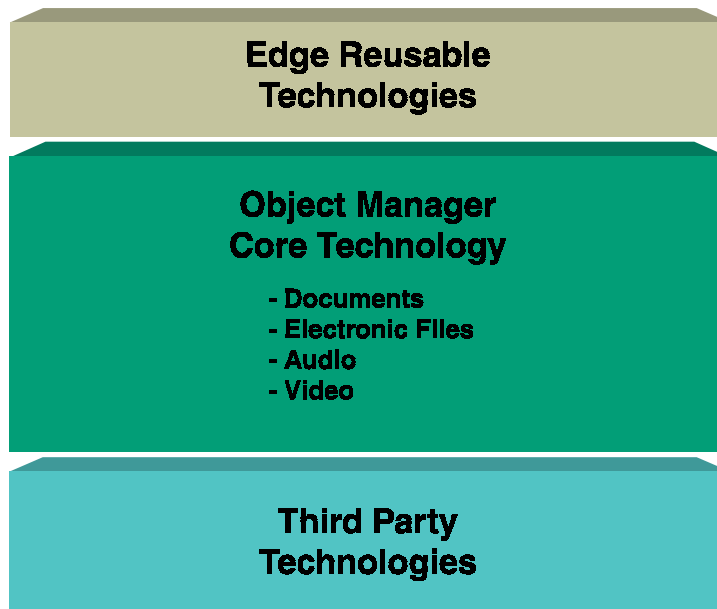 Edge Reusable
Technologies
Object Manager
Core Technology
- Documents
- Electronic Files
- Audio
- Video
Third Party
Technologies